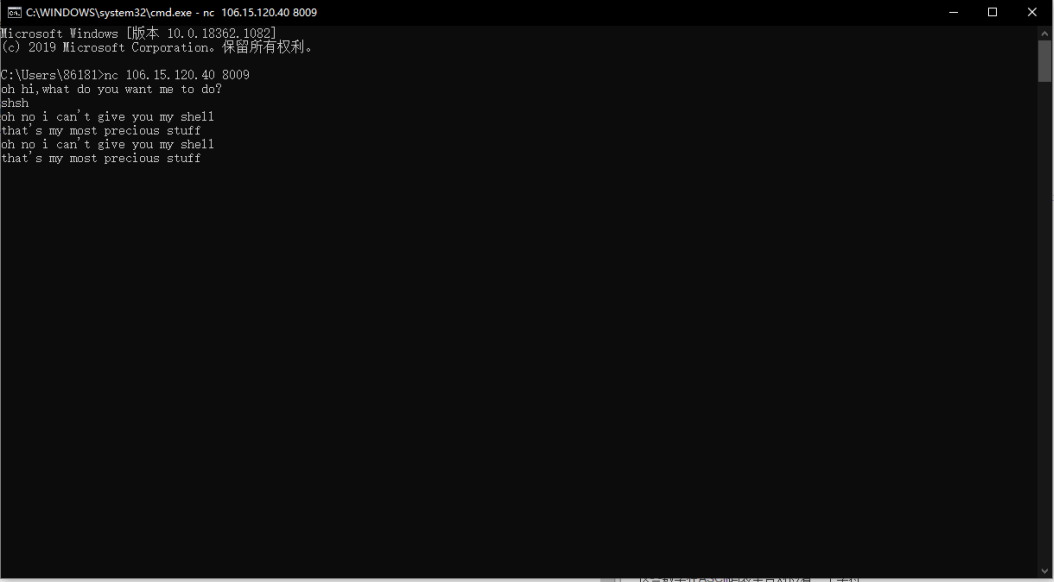 C:\WINDOWS\system32\cmd.exe - nc 106.15.120.40 8009
Microsoft Windows [版本 10.0.18362.1082]
(c) 2019 Microsoft Corporation。保留所有权利。
C:\Users\86181>nc 106.15.120.40 8009
oh hi,what do you want me to do?
shsh
oh no i can't give you my shell
that's my most precious stuff
oh no i can't give you my shell
that's my most precious stuff